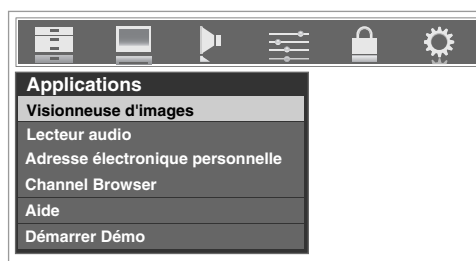 Applications
Visionneuse d'images
Lecteur audio
Adresse électronique personnelle
Channel Browser
Aide
Démarrer Démo